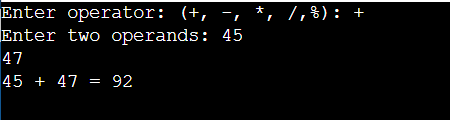 Enter operator: (+, -, *, /,%): +
Enter two operands: 45
47
45 + 47 = 92